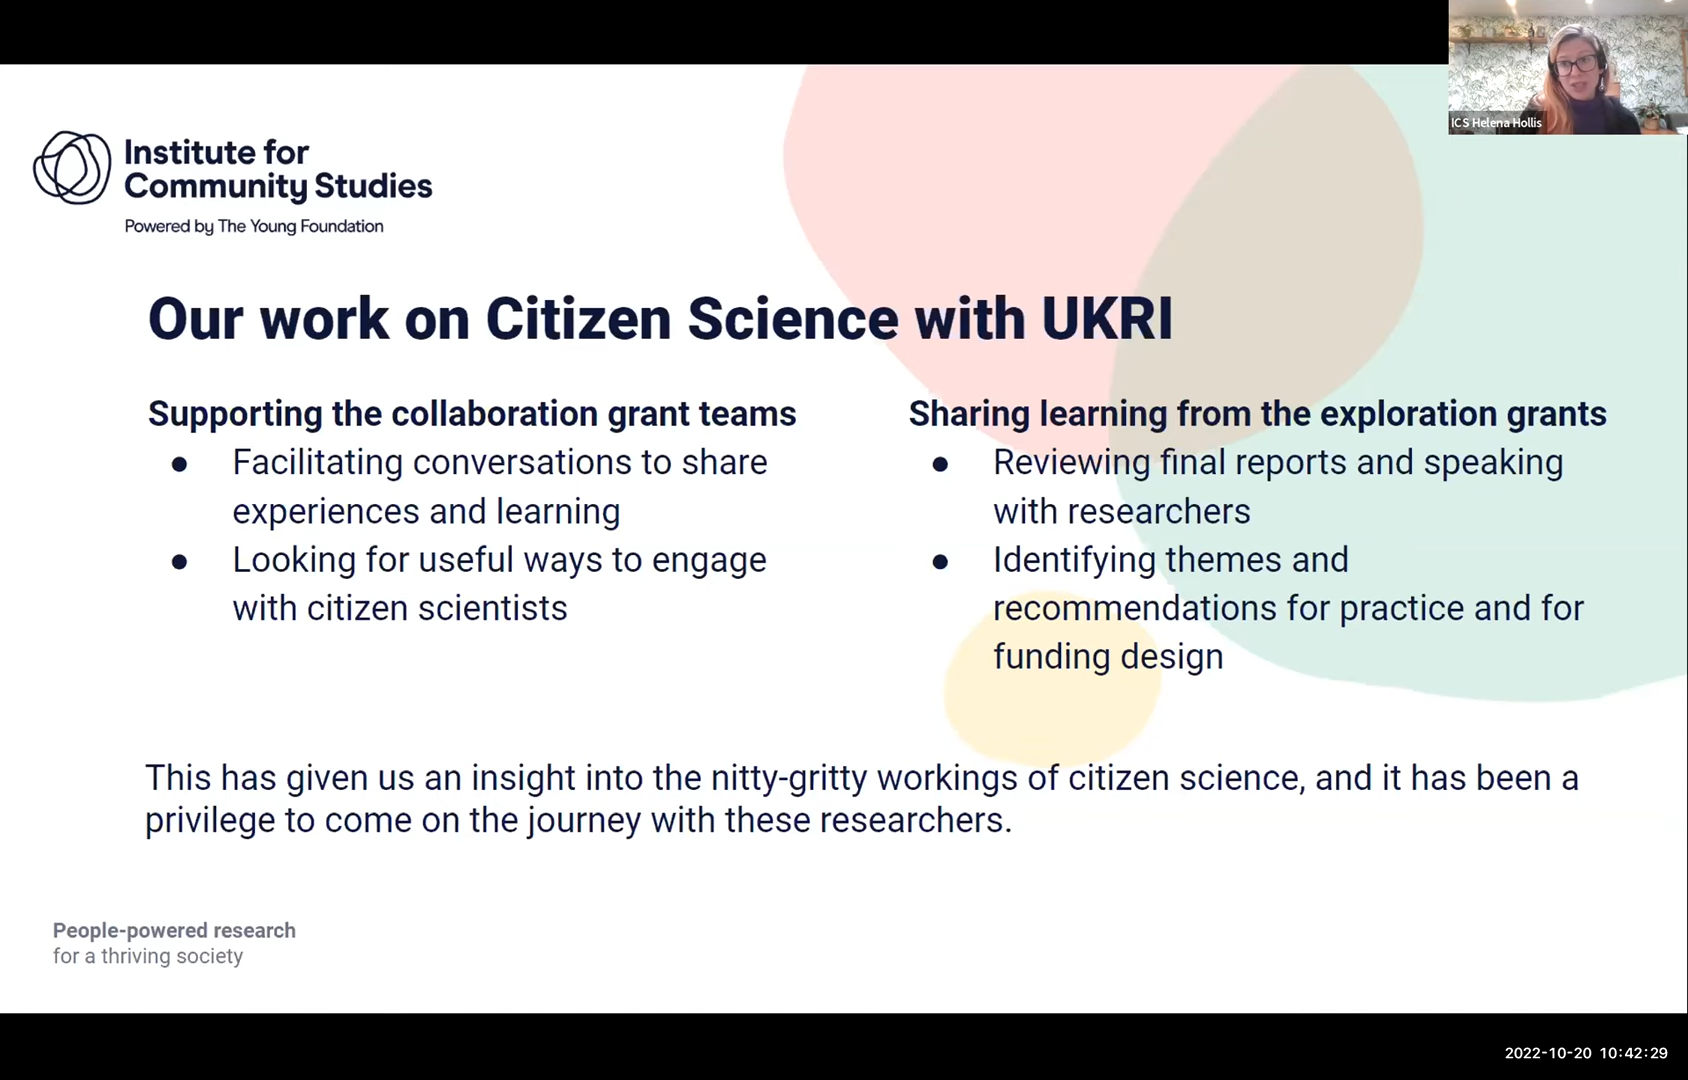 ICS Helena Hollis
Institute for
Community Studies
Powered by The Young Foundation
Our work on Citizen Science with UKRI
Supporting the collaboration grant teams
● Facilitating conversations to share
experiences and learning
● Looking for useful ways to engage
with citizen scientists
Sharing learning from the exploration grants
● Reviewing final reports and speaking
with researchers
● Identifying themes and
recommendations for practice and for
funding design
This has given us an insight into the nitty-gritty workings of citizen science, and it has been a
privilege to come on the journey with these researchers.
People-powered research
for a thriving society
2022-10-20 10:42:29